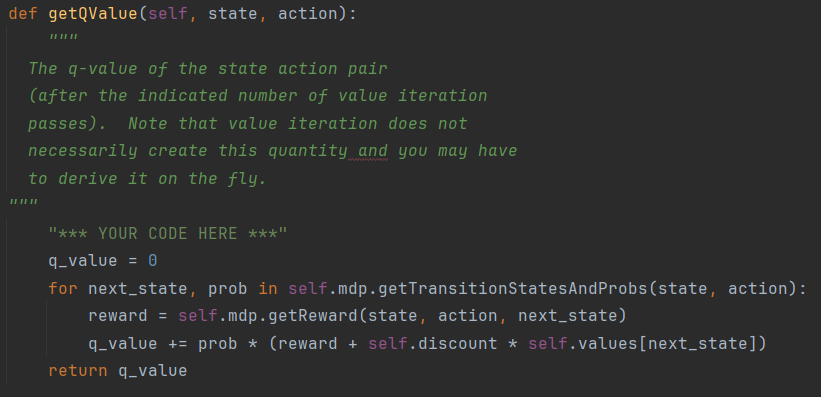 def getQValue(self, state, action):
"""
The q-value of the state action pair
(after the indicated number of value iteration
passes).  Note that value iteration does not
necessarily create this quantity and you may have
to derive it on the fly.
"""
"*** YOUR CODE HERE ***"
q_value = 0
for next_state, prob in self.mdp.getTransitionStatesAndProbs(state, action):
reward = self.mdp.getReward(state, action, next_state)
q_value += prob * (reward + self.discount * self.values[next_state])
return q_value